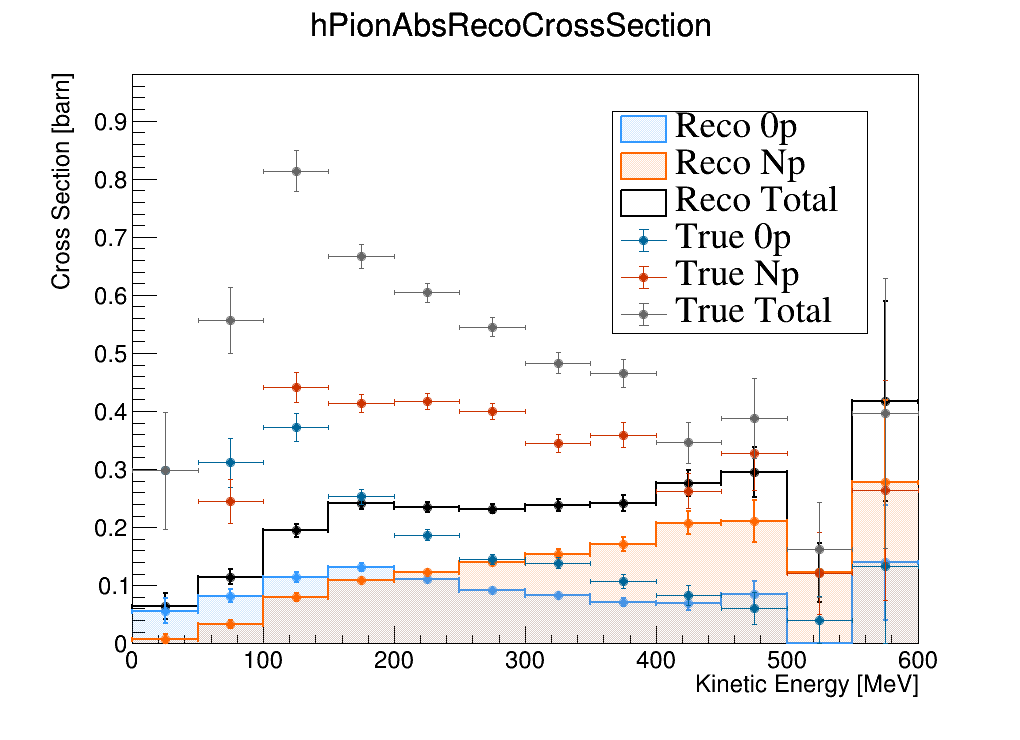 hPionAbsRecoCrossSection
Cross Section [barn]
0.9
0.8
0.7
0.6
0.5
0.4
0.3
0.2
0.1
0
Reco 0p
Reco Np
Reco Total
True 0p
True Np
True Total
0 100 200 300 400 500 600
Kinetic Energy [MeV]